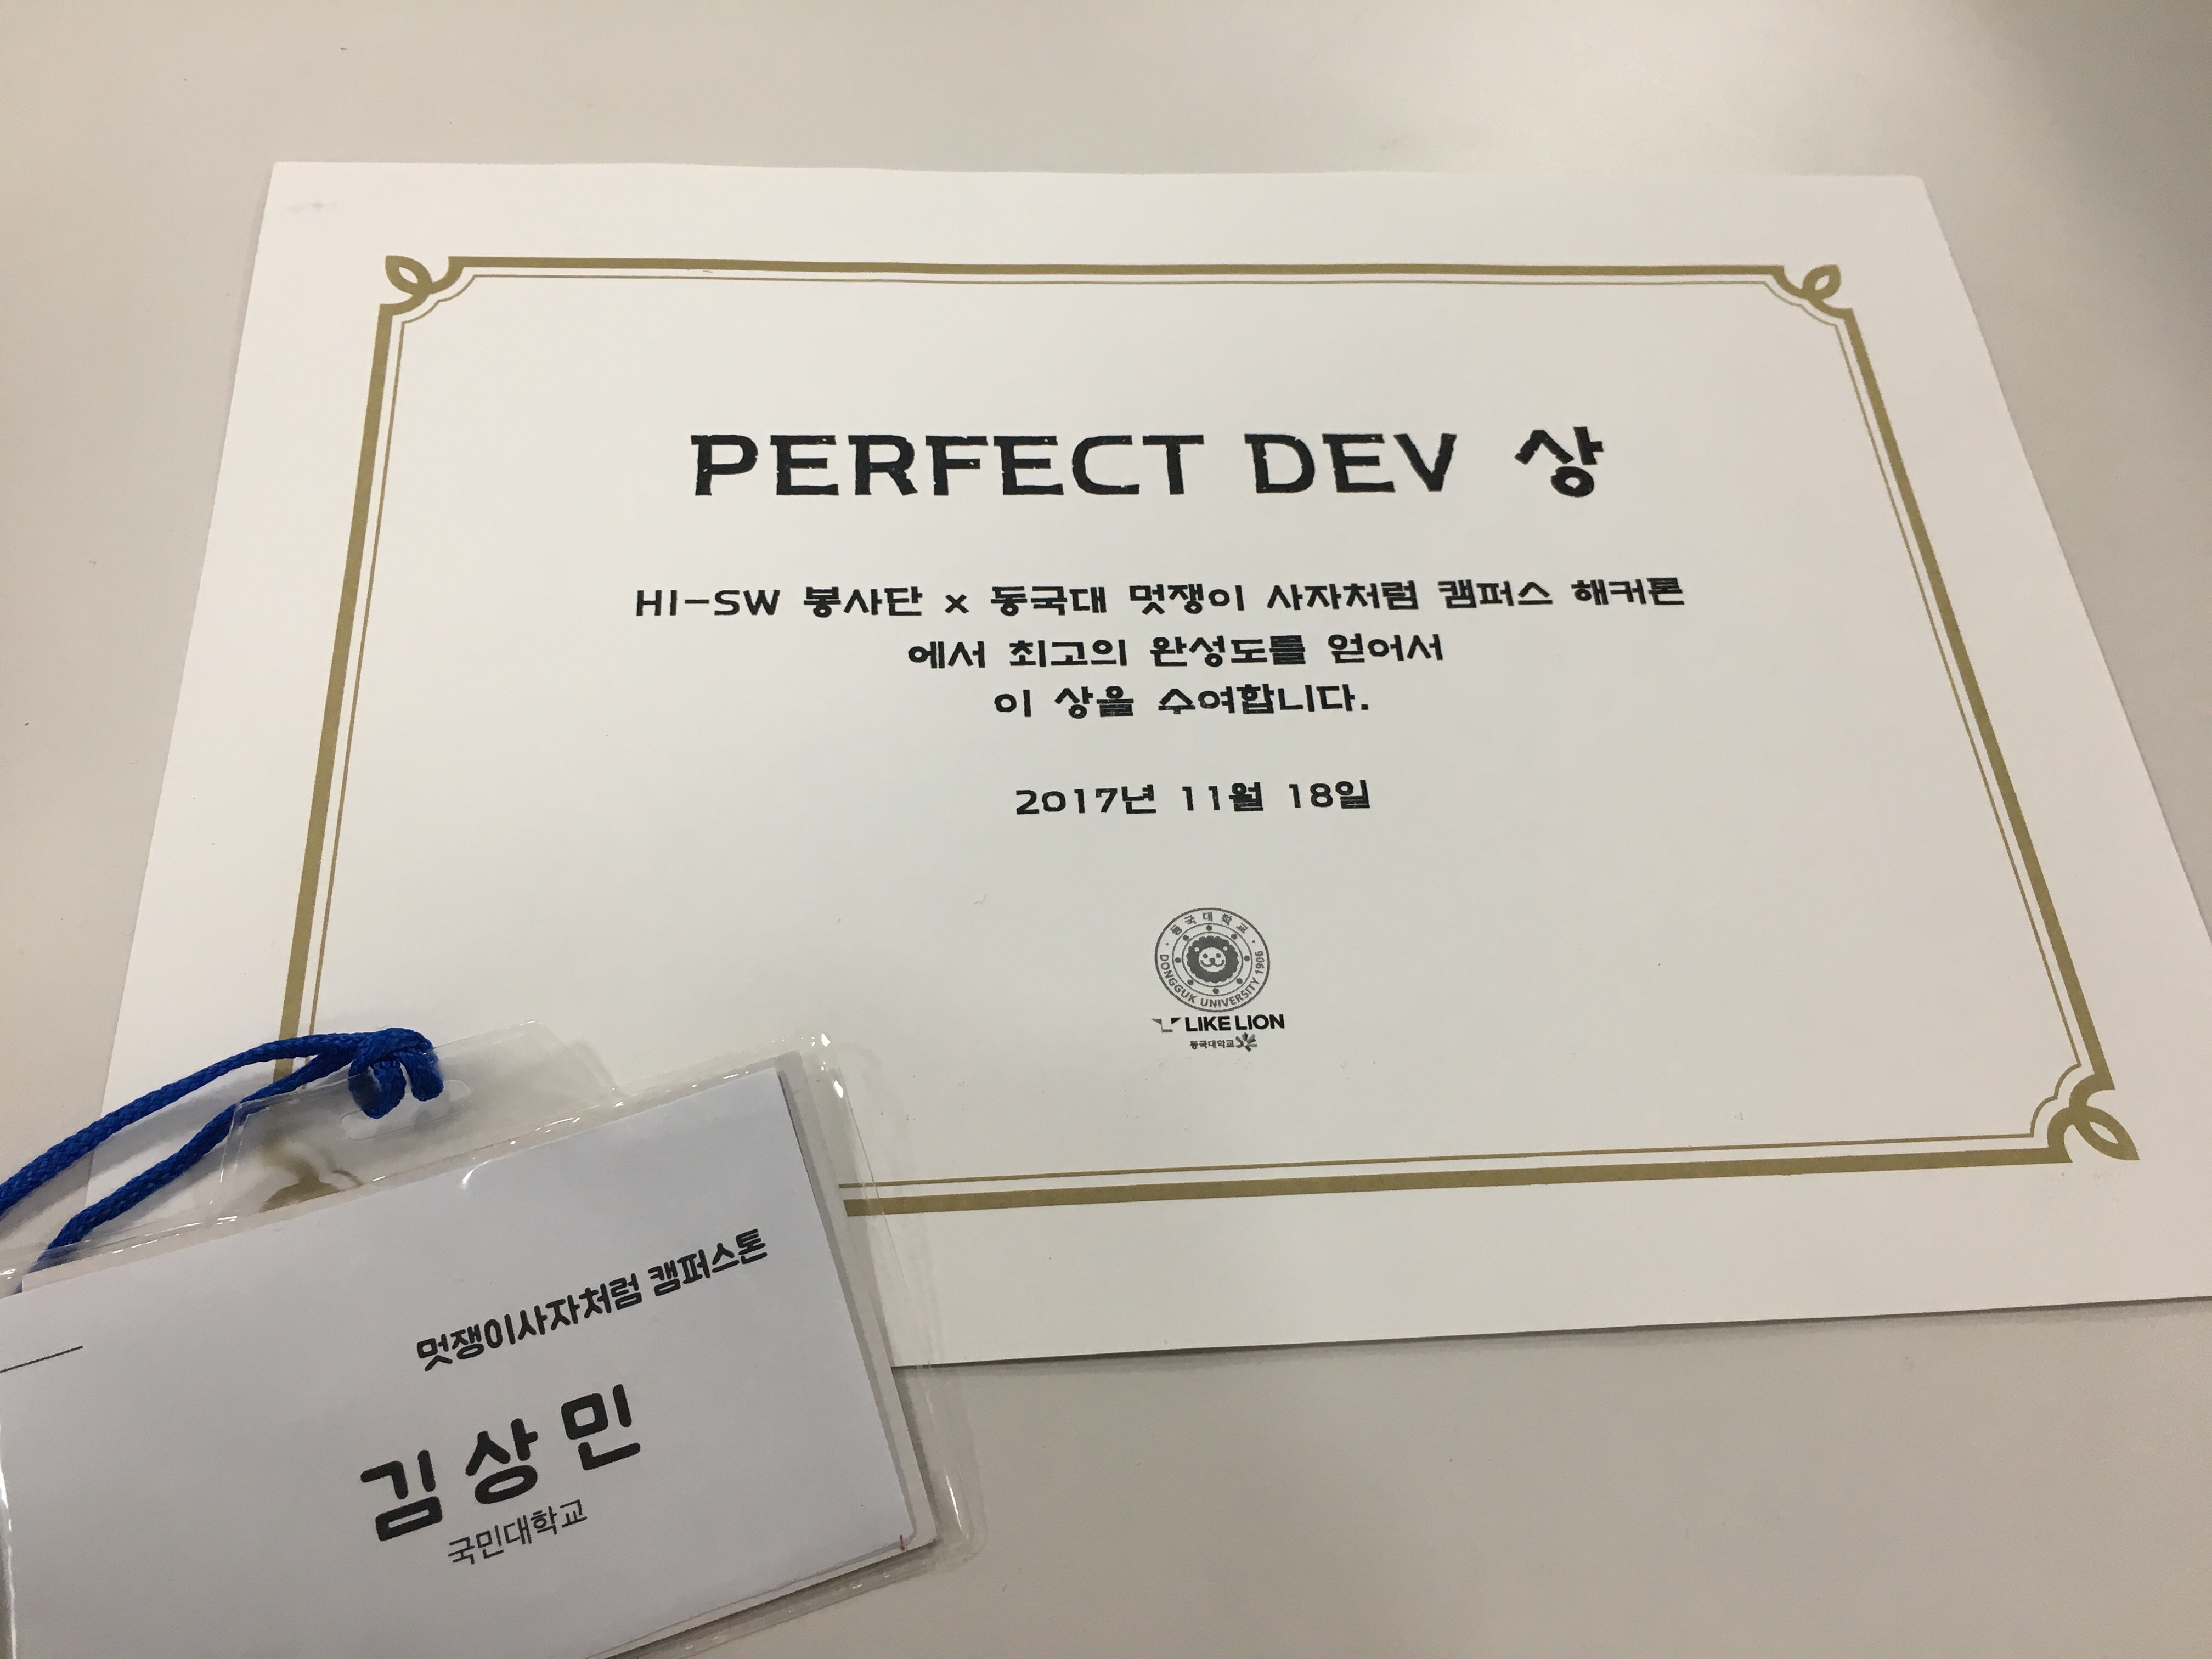 PERFECT DEV 상
HI-SW 봉사단 x 동국대 멋쟁이 사자처럼 캠퍼스 해커톤
에서 최고의 완성도를 얻어서
이 상을 수여합니다.
2017년 11월 18일
동국대학교
DONGGUK UNIVERSITY 1906
LIKE LION
동국대학교
멋쟁이사자처럼 캠퍼스톤
김상민
국민대학교